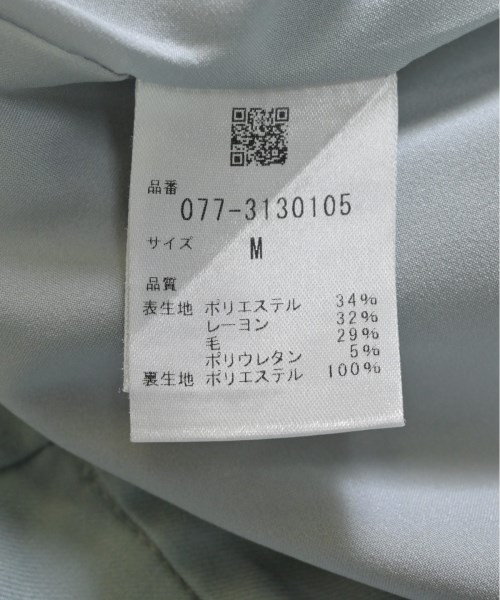 品番
077-3130105
サイズ M
品質
表生地 ポリエステル 34%
レーヨン 32%
毛 29%
ポリウレタン 5%
裏生地 ポリエステル 100%